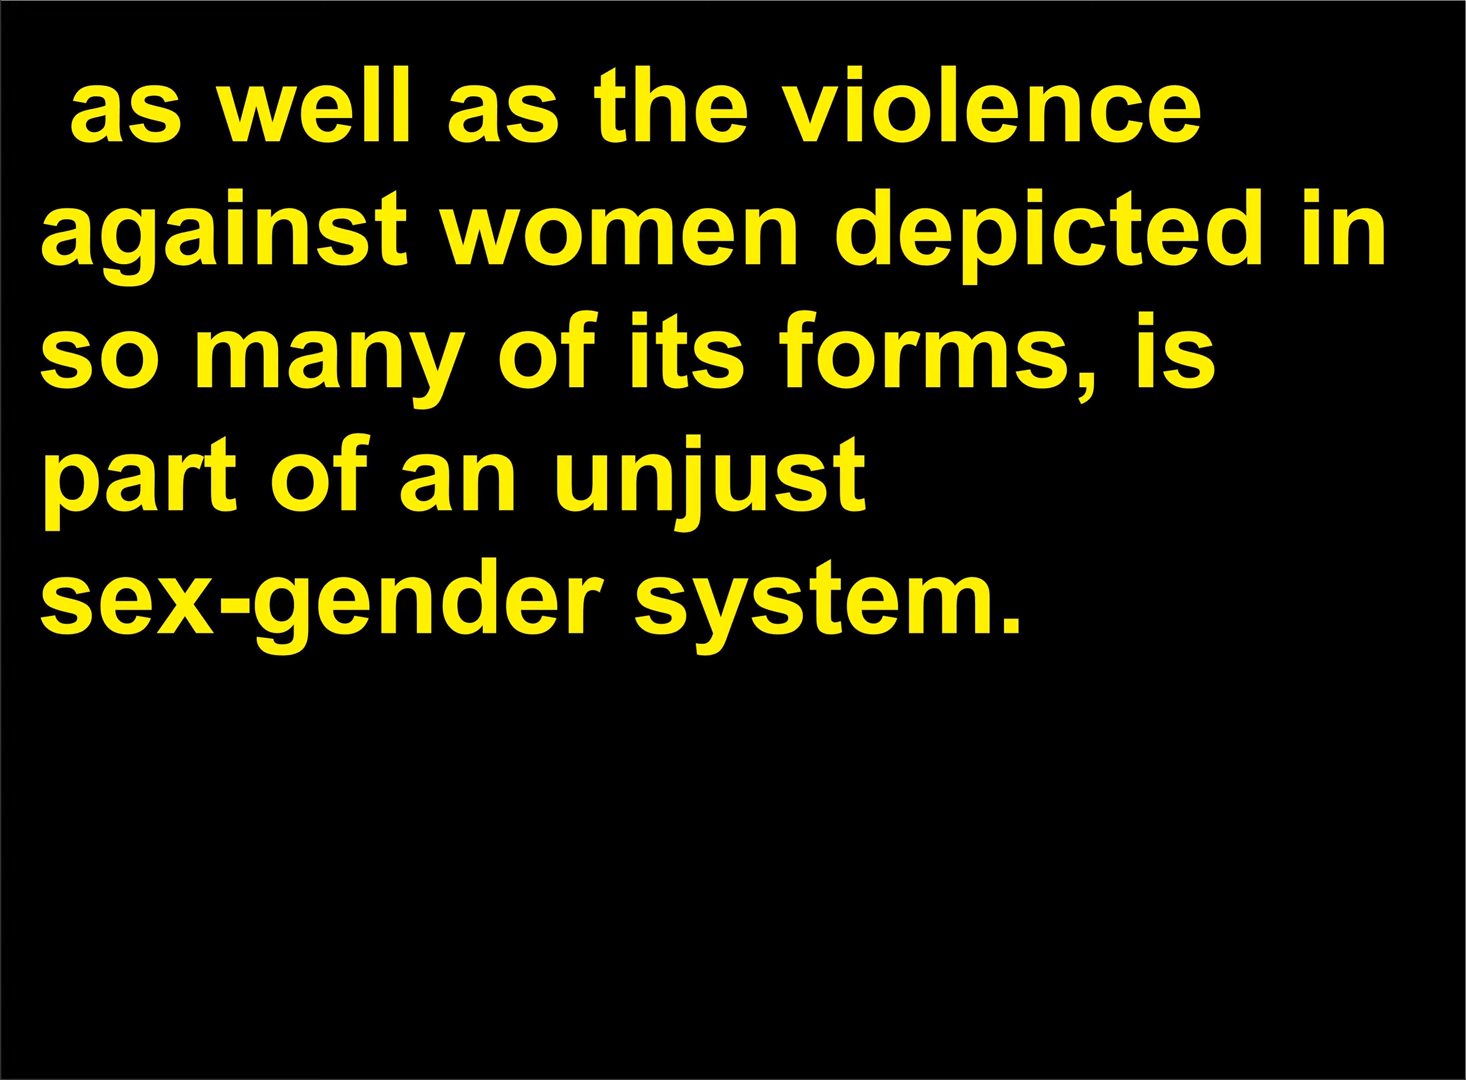 as well as the violence
against women depicted in
so many of its forms, is
part of an unjust
sex-gender system.